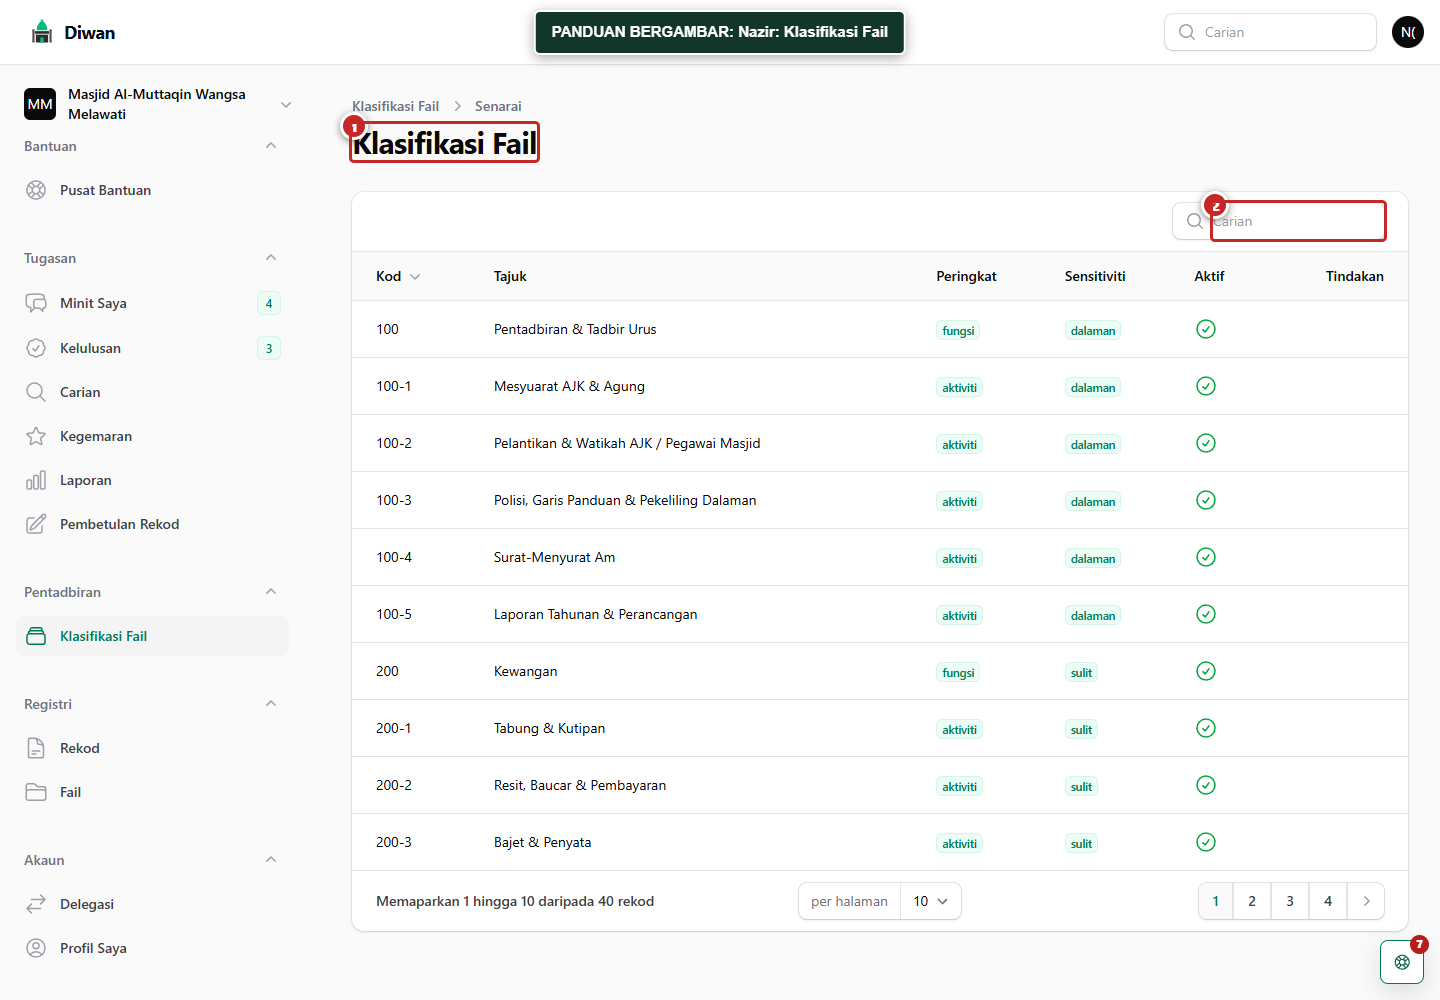 Diwan
PANDUAN BERGAMBAR: Nazir: Klasifikasi Fail
Carian
N(
MM
Masjid Al-Muttaqin Wangsa
Melawati
Bantuan
Pusat Bantuan
Tugasan
Minit Saya
4
Kelulusan
3
Carian
Kegemaran
Laporan
Pembetulan Rekod
Pentadbiran
Klasifikasi Fail
Registri
Rekod
Fail
Akaun
Delegasi
Profil Saya
Klasifikasi Fail > Senarai
1
Klasifikasi Fail
2
Carian
Kod Tajuk Peringkat Sensitiviti Aktif Tindakan
100 Pentadbiran & Tadbir Urus fungsi dalaman
100-1 Mesyuarat AJK & Agung aktiviti dalaman
100-2 Pelantikan & Watikah AJK / Pegawai Masjid aktiviti dalaman
100-3 Polisi, Garis Panduan & Pekeliling Dalaman aktiviti dalaman
100-4 Surat-Menyurat Am aktiviti dalaman
100-5 Laporan Tahunan & Perancangan aktiviti dalaman
200 Kewangan fungsi sulit
200-1 Tabung & Kutipan aktiviti sulit
200-2 Resit, Baucar & Pembayaran aktiviti sulit
200-3 Bajet & Penyata aktiviti sulit
Memaparkan 1 hingga 10 daripada 40 rekod
per halaman 10
1 2 3 4
7